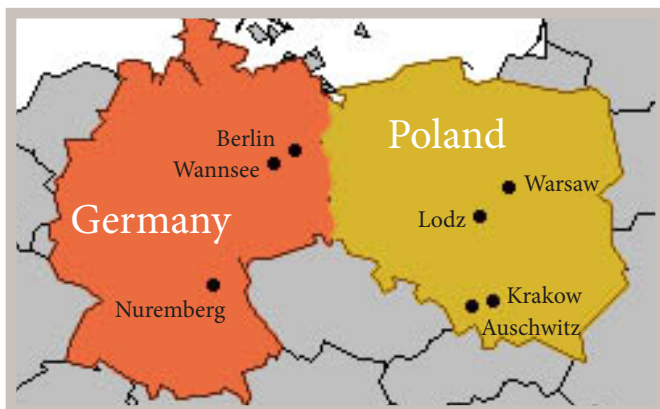 Berlin
Wannsee
Germany
Nuremberg
Poland
Warsaw
Lodz
Krakow
Auschwitz